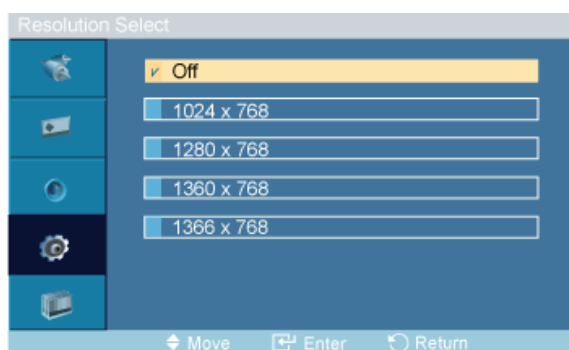 Resolution Select
Off
1024 x 768
1280 x 768
1360 x 768
1366 x 768
Move Enter Return